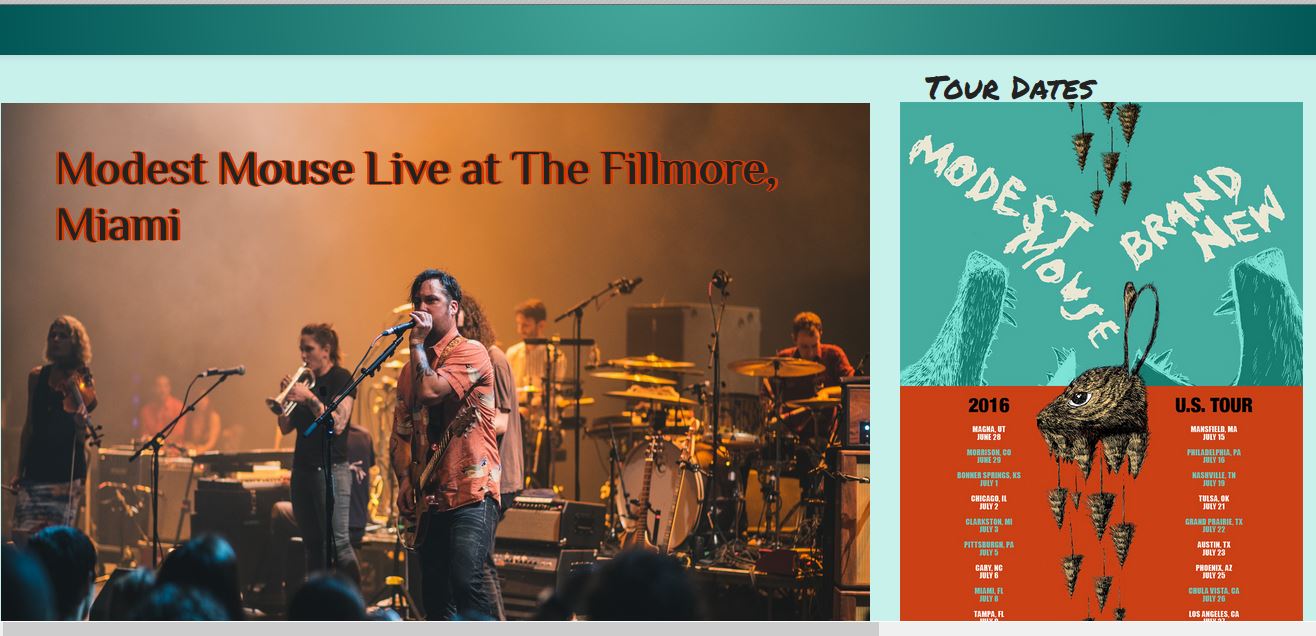 Tour Dates
Modest Mouse Live at The Fillmore,
Miami
MODEST
MOUSE
BRAND
NEW
2016
MAGNA, UT
JUNE 28
MORRISON, CO
JUNE 29
BONNER SPRINGS, KS
JULY 1
CHICAGO, IL
JULY 2
CLARKSTON, MI
JULY 3
PITTSBURGH, PA
JULY 5
CARY, NC
JULY 6
MIAMI, FL
JULY 8
TAMPA, FL
U.S. TOUR
MANSFIELD, MA
JULY 15
PHILADELPHIA, PA
JULY 16
NASHVILLE, TN
JULY 19
TULSA, OK
JULY 21
GRAND PRAIRIE, TX
JULY 22
AUSTIN, TX
JULY 23
PHOENIX, AZ
JULY 25
CHULA VISTA, CA
JULY 26
LOS ANGELES, CA